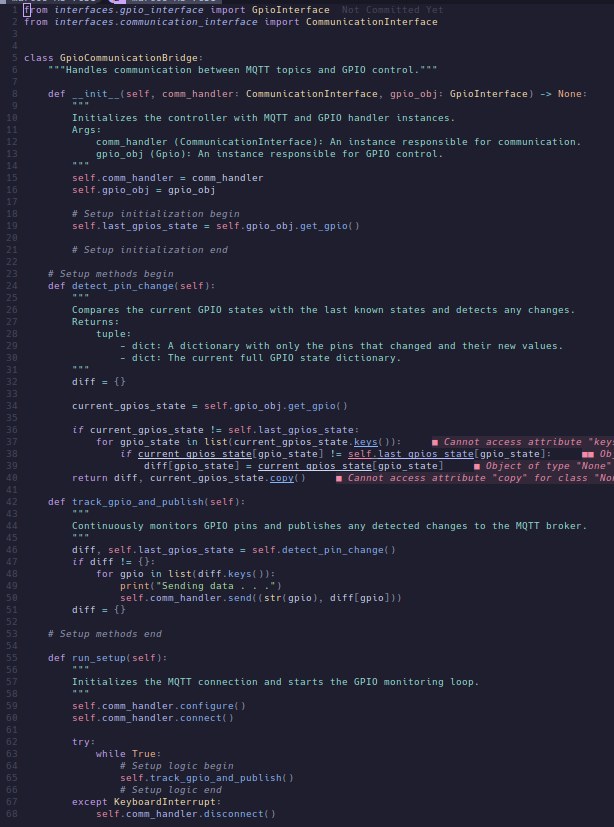 1 from interfaces.gpio_interface import GpioInterface Not Committed Yet
2 from interfaces.communication_interface import CommunicationInterface
3
4
5 class GpioCommunicationBridge:
6 """Handles communication between MQTT topics and GPIO control."""
7
8 def __init__(self, comm_handler: CommunicationInterface, gpio_obj: GpioInterface) -> None:
9 """
10 Initializes the controller with MQTT and GPIO handler instances.
11 Args:
12 comm_handler (CommunicationInterface): An instance responsible for communication.
13 gpio_obj (Gpio): An instance responsible for GPIO control.
14 """
15 self.comm_handler = comm_handler
16 self.gpio_obj = gpio_obj
17
18 # Setup initialization begin
19 self.last_gpios_state = self.gpio_obj.get_gpio()
20
21 # Setup initialization end
22
23 # Setup methods begin
24 def detect_pin_change(self):
25 """
26 Compares the current GPIO states with the last known states and detects any changes.
27 Returns:
28 tuple:
29 - dict: A dictionary with only the pins that changed and their new values.
30 - dict: The current full GPIO state dictionary.
31 """
32 diff = {}
33
34 current_gpios_state = self.gpio_obj.get_gpio()
35
36 if current_gpios_state != self.last_gpios_state:
37 for gpio_state in list(current_gpios_state.keys()): ■ Cannot access attribute "keys
38 if current_gpios_state[gpio_state] != self.last_gpios_state[gpio_state]: ■■ Ob
39 diff[gpio_state] = current_gpios_state[gpio_state] ■ Object of type "None"
40 return diff, current_gpios_state.copy() ■ Cannot access attribute "copy" for class "Non
41
42 def track_gpio_and_publish(self):
43 """
44 Continuously monitors GPIO pins and publishes any detected changes to the MQTT broker.
45 """
46 diff, self.last_gpios_state = self.detect_pin_change()
47 if diff != {}:
48 for gpio in list(diff.keys()):
49 print("Sending data . . .")
50 self.comm_handler.send((str(gpio), diff[gpio]))
51 diff = {}
52
53 # Setup methods end
54
55 def run_setup(self):
56 """
57 Initializes the MQTT connection and starts the GPIO monitoring loop.
58 """
59 self.comm_handler.configure()
60 self.comm_handler.connect()
61
62 try:
63 while True:
64 # Setup logic begin
65 self.track_gpio_and_publish()
66 # Setup logic end
67 except KeyboardInterrupt:
68 self.comm_handler.disconnect()